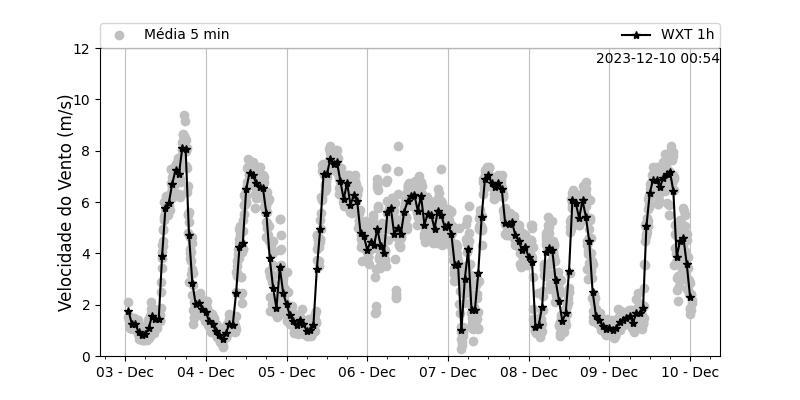 Média 5 min
WXT 1h
2023-12-10 00:54
Velocidade do Vento (m/s)
12
10
8
6
4
2
0
03 - Dec 04 - Dec 05 - Dec 06 - Dec 07 - Dec 08 - Dec 09 - Dec 10 - Dec